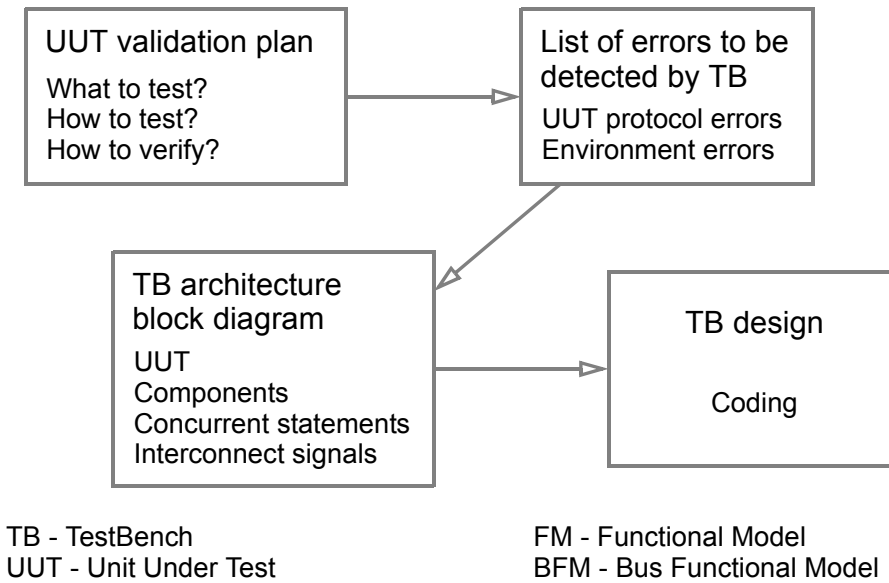 UUT validation plan
What to test?
How to test?
How to verify?
List of errors to be
detected by TB
UUT protocol errors
Environment errors
TB architecture
block diagram
UUT
Components
Concurrent statements
Interconnect signals
TB design
Coding
TB - TestBench
UUT - Unit Under Test
FM - Functional Model
BFM - Bus Functional Model